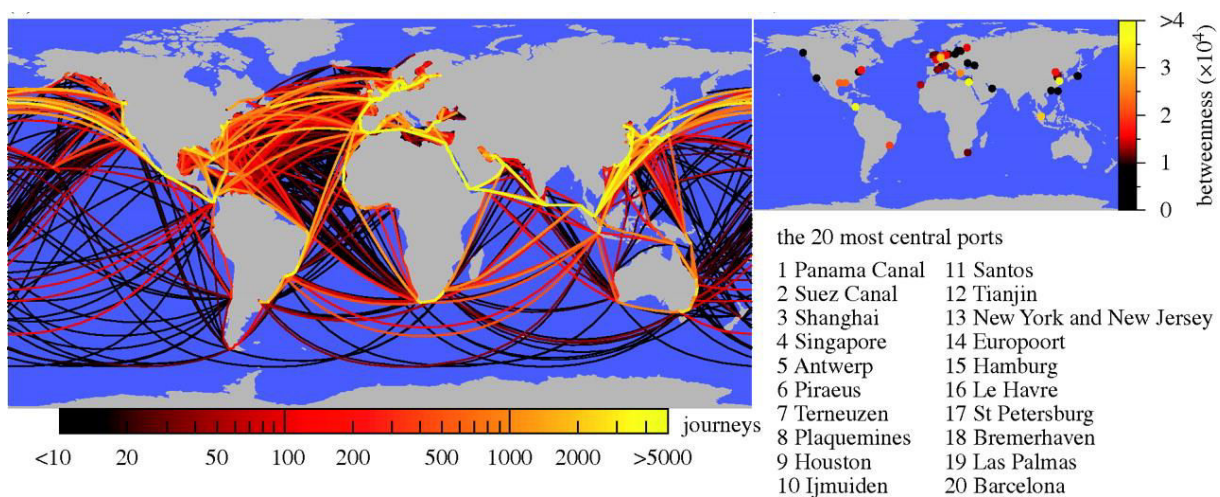 >4
3
2
1
0
betweenness (×10⁴)
<10 20 50 100 200 500 1000 2000 >5000
journeys
the 20 most central ports
1 Panama Canal
2 Suez Canal
3 Shanghai
4 Singapore
5 Antwerp
6 Piraeus
7 Terneuzen
8 Plaquemines
9 Houston
10 Ijmuiden
11 Santos
12 Tianjin
13 New York and New Jersey
14 Europoort
15 Hamburg
16 Le Havre
17 St Petersburg
18 Bremerhaven
19 Las Palmas
20 Barcelona